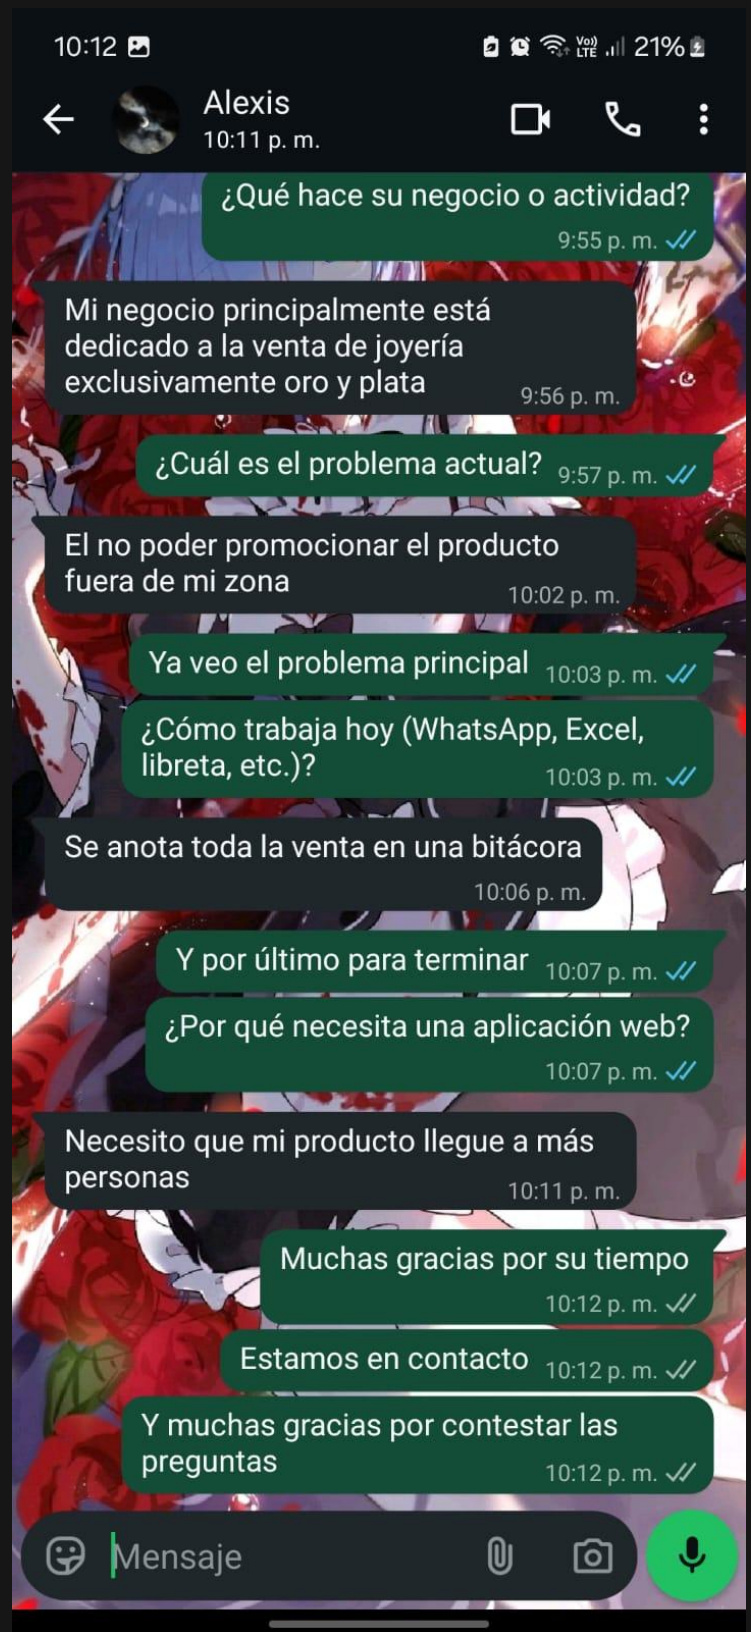 10:12
Vo))
LTE
21%
Alexis
10:11 p. m.
¿Qué hace su negocio o actividad?
9:55 p. m.
Mi negocio principalmente está
dedicado a la venta de joyería
exclusivamente oro y plata
9:56 p. m.
¿Cuál es el problema actual?
9:57 p. m.
El no poder promocionar el producto
fuera de mi zona
10:02 p. m.
Ya veo el problema principal
10:03 p. m.
¿Cómo trabaja hoy (WhatsApp, Excel,
libreta, etc.)?
10:03 p. m.
Se anota toda la venta en una bitácora
10:06 p. m.
Y por último para terminar
10:07 p. m.
¿Por qué necesita una aplicación web?
10:07 p. m.
Necesito que mi producto llegue a más
personas
10:11 p. m.
Muchas gracias por su tiempo
10:12 p. m.
Estamos en contacto
10:12 p. m.
Y muchas gracias por contestar las
preguntas
10:12 p. m.
Mensaje